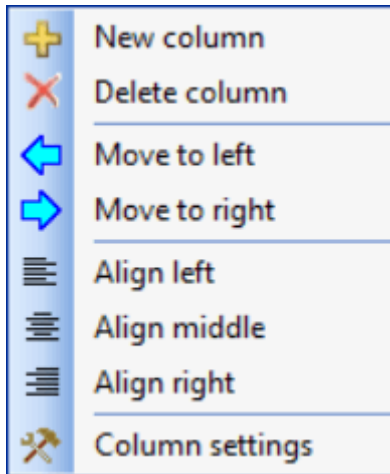 New column
Delete column
Move to left
Move to right
Align left
Align middle
Align right
Column settings